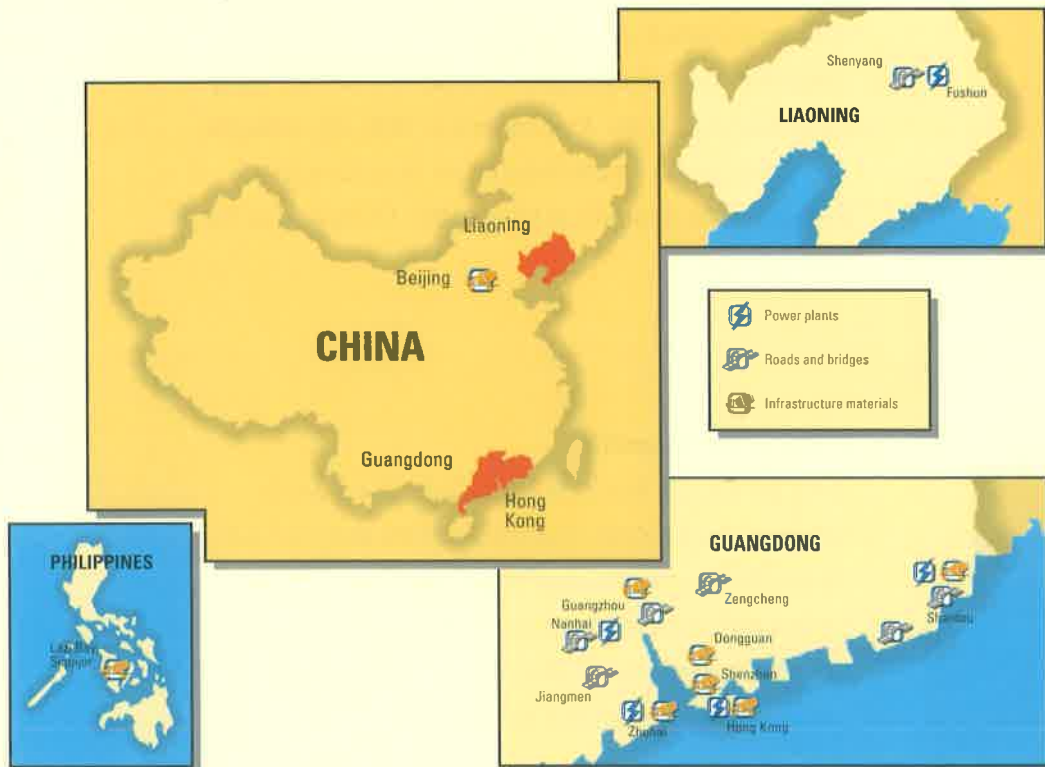 Shenyang
Fushun
LIAONING
Liaoning
Beijing
CHINA
Guangdong
Hong
Kong
Power plants
Roads and bridges
Infrastructure materials
PHILIPPINES
GUANGDONG
Zengcheng
Guangzhou
Nanhai
Shantou
Dongguan
Shenzhen
Jiangmen
Zhuhai
Hong Kong